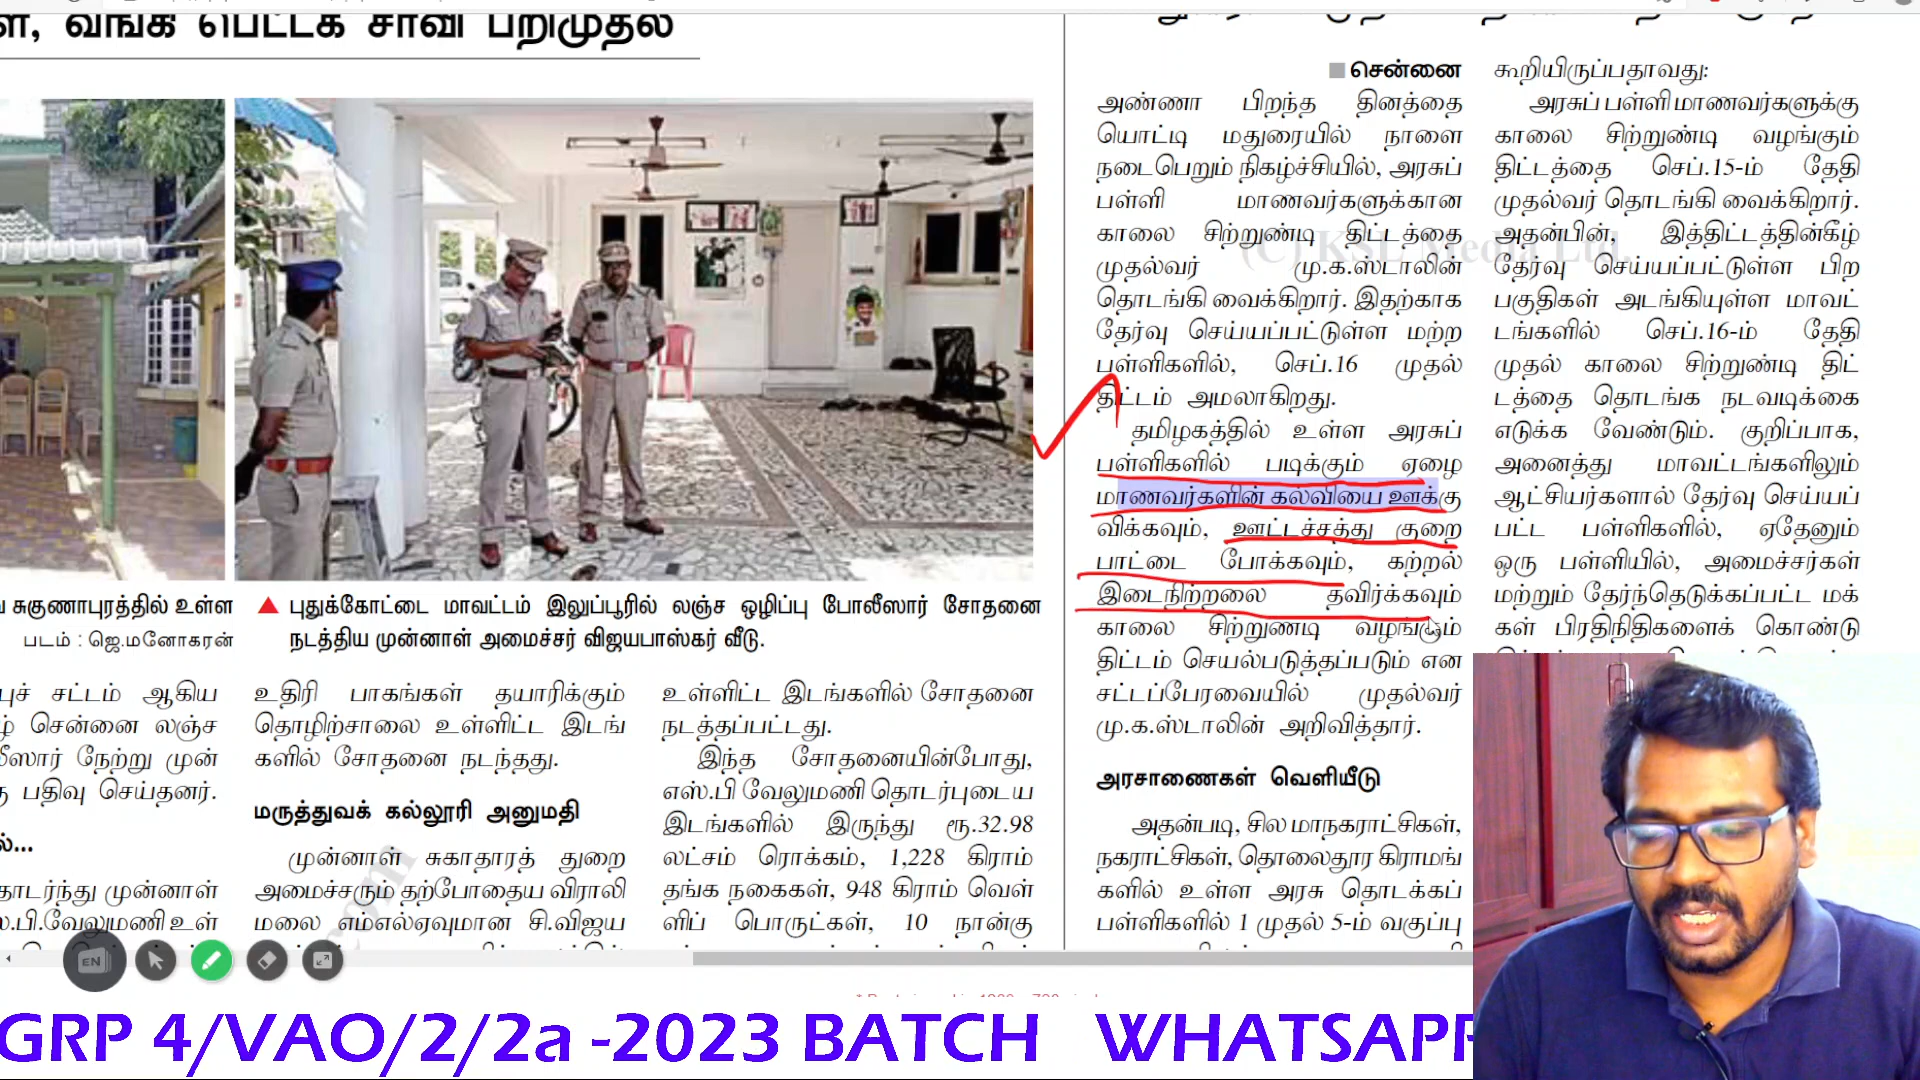 வங்கி பெட்டக சாவி பறிமுதல்
சுகுணாபுரத்தில் உள்ள
படம் : ஜெ.மனோகரன்
▲ புதுக்கோட்டை மாவட்டம் இலுப்பூரில் லஞ்ச ஒழிப்பு போலீஸார் சோதனை
நடத்திய முன்னாள் அமைச்சர் விஜயபாஸ்கர் வீடு.
புச் சட்டம் ஆகிய
சென்னை லஞ்ச
நேற்று முன்
பதிவு செய்தனர்.
முன்னாள்
உள்
உதிரி பாகங்கள் தயாரிக்கும்
தொழிற்சாலை உள்ளிட்ட இடங்
களில் சோதனை நடந்தது.
மருத்துவக் கல்லூரி அனுமதி
முன்னாள் சுகாதாரத் துறை
அமைச்சரும் தற்போதைய விராலி
மலை எம்எல்ஏவுமான சி.விஜய
உள்ளிட்ட இடங்களில் சோதனை
நடத்தப்பட்டது.
இந்த சோதனையின்போது,
எஸ்.பி வேலுமணி தொடர்புடைய
இடங்களில் இருந்து ரூ.32.98
லட்சம் ரொக்கம், 1,228 கிராம்
தங்க நகைகள், 948 கிராம் வெள்
ளிப் பொருட்கள், 10 நான்கு
■ சென்னை
அண்ணா பிறந்த தினத்தை
யொட்டி மதுரையில் நாளை
நடைபெறும் நிகழ்ச்சியில், அரசுப்
பள்ளி மாணவர்களுக்கான
காலை சிற்றுண்டி திட்டத்தை
முதல்வர் மு.க.ஸ்டாலின்
தொடங்கி வைக்கிறார். இதற்காக
தேர்வு செய்யப்பட்டுள்ள மற்ற
பள்ளிகளில், செப்.16 முதல்
திட்டம் அமலாகிறது.
தமிழகத்தில் உள்ள அரசுப்
பள்ளிகளில் படிக்கும் ஏழை
மாணவர்களின் கல்வியை ஊக்கு
விக்கவும், ஊட்டச்சத்து குறை
பாட்டை போக்கவும், கற்றல்
இடைநிற்றலை தவிர்க்கவும்
காலை சிற்றுண்டி வழங்கும்
திட்டம் செயல்படுத்தப்படும் என
சட்டப்பேரவையில் முதல்வர்
மு.க.ஸ்டாலின் அறிவித்தார்.
அரசாணைகள் வெளியீடு
அதன்படி, சில மாநகராட்சிகள்,
நகராட்சிகள், தொலைதூர கிராமங்
களில் உள்ள அரசு தொடக்கப்
பள்ளிகளில் 1 முதல் 5-ம் வகுப்பு
கூறியிருப்பதாவது:
அரசுப் பள்ளி மாணவர்களுக்கு
காலை சிற்றுண்டி வழங்கும்
திட்டத்தை செப்.15-ம் தேதி
முதல்வர் தொடங்கி வைக்கிறார்.
அதன்பின், இத்திட்டத்தின்கீழ்
தேர்வு செய்யப்பட்டுள்ள பிற
பகுதிகள் அடங்கியுள்ள மாவட்
டங்களில் செப்.16-ம் தேதி
முதல் காலை சிற்றுண்டி திட்
டத்தை தொடங்க நடவடிக்கை
எடுக்க வேண்டும். குறிப்பாக,
அனைத்து மாவட்டங்களிலும்
ஆட்சியர்களால் தேர்வு செய்யப்
பட்ட பள்ளிகளில், ஏதேனும்
ஒரு பள்ளியில், அமைச்சர்கள்
மற்றும் தேர்ந்தெடுக்கப்பட்ட மக்
கள் பிரதிநிதிகளைக் கொண்டு
(C) KSL Media Ltd.
EN
GRP 4/VAO/2/2a -2023 BATCH WHATSAPP